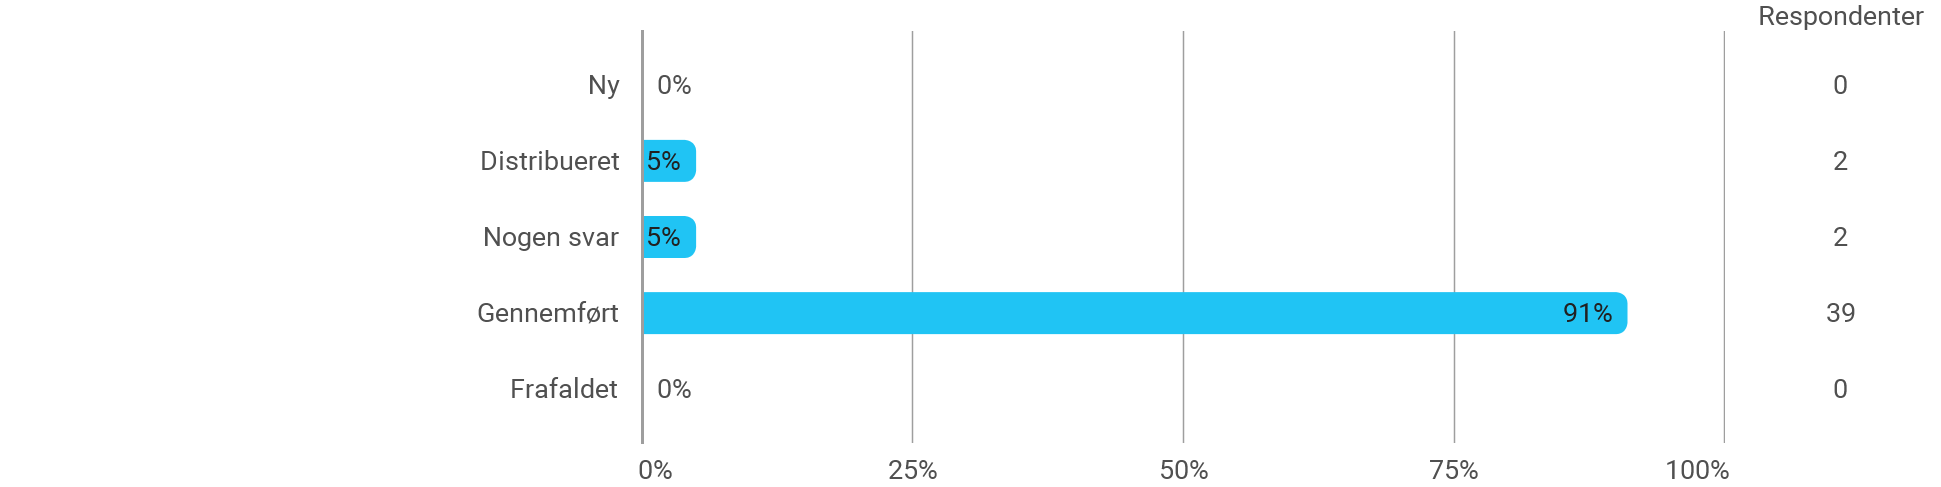 Respondenter
Ny 0% 0
Distribueret 5% 2
Nogen svar 5% 2
Gennemført 91% 39
Frafaldet 0% 0
0% 25% 50% 75% 100%